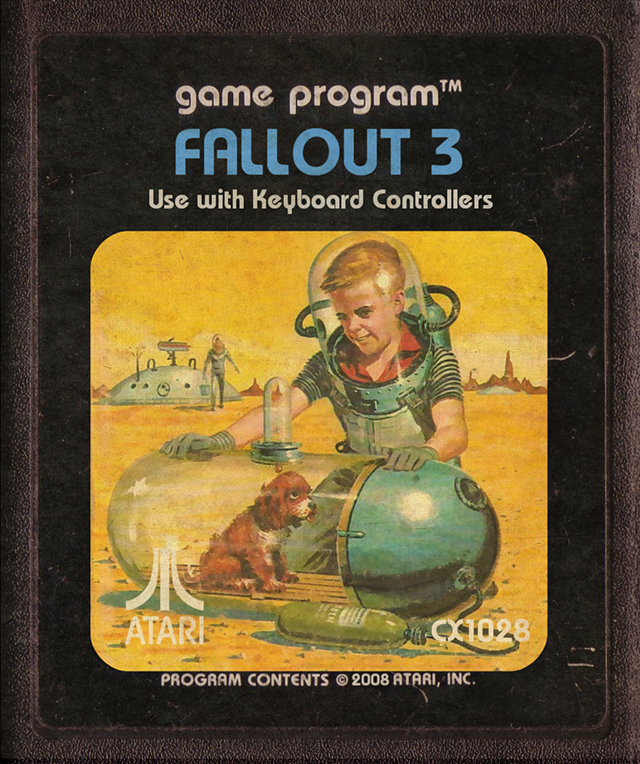 game program™
FALLOUT 3
Use with Keyboard Controllers
ATARI
CX1028
PROGRAM CONTENTS © 2008 ATARI, INC.